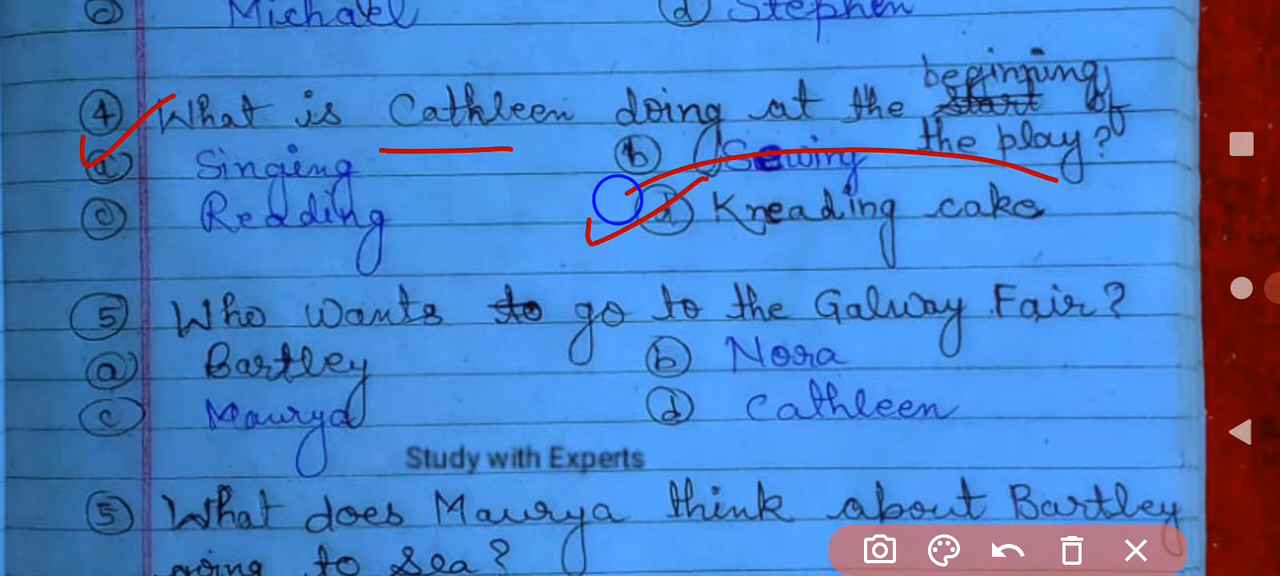 c Michael d Stephen
4 What is Cathleen doing at the beginning of the play?
a Singing b Sewing
c Reading d Kneading cake
5 Who wants go to the Galway Fair?
a Bartley b Nora
c Maurya d Cathleen
Study with Experts
5 What does Maurya think about Bartley
going to sea?